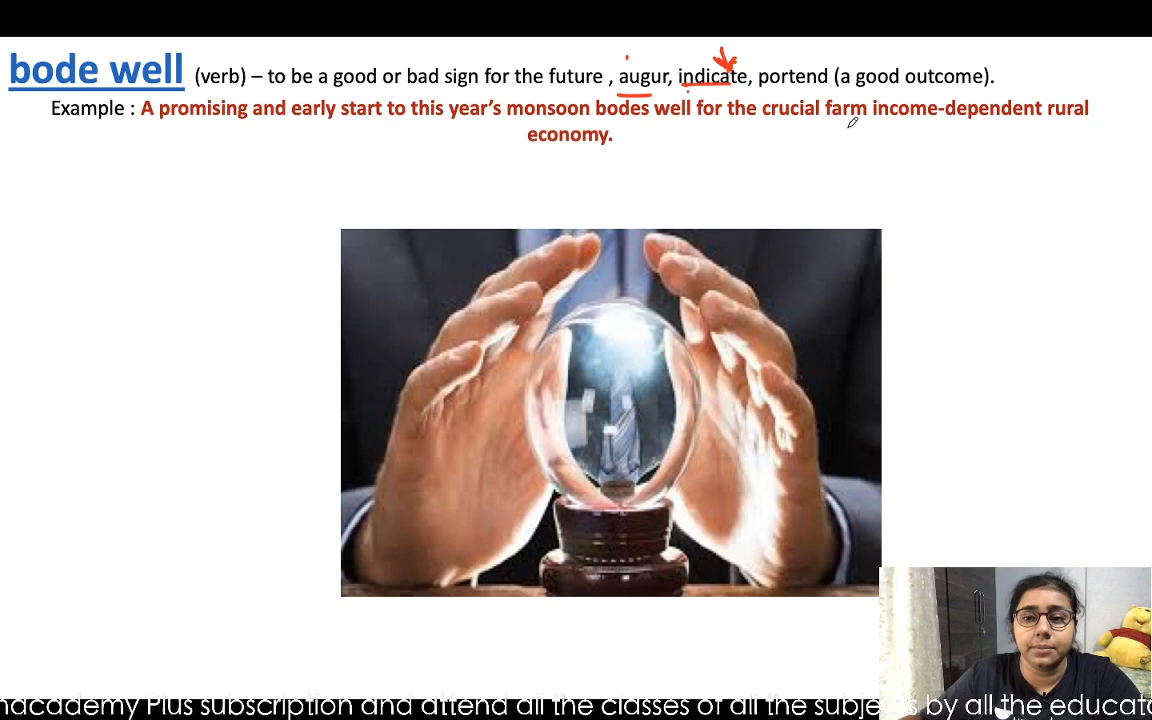 bode well (verb) – to be a good or bad sign for the future , augur, indicate, portend (a good outcome).
Example : A promising and early start to this year's monsoon bodes well for the crucial farm income-dependent rural
economy.
Plus subscription and attend all the classes of all the subjects by all the